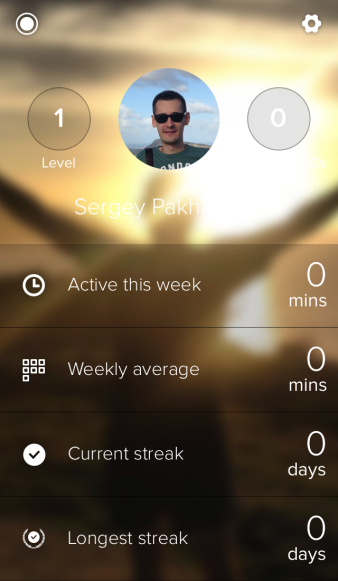 1
0
Level
Sergey Pakh
Active this week
0
mins
Weekly average
0
mins
Current streak
0
days
Longest streak
0
days